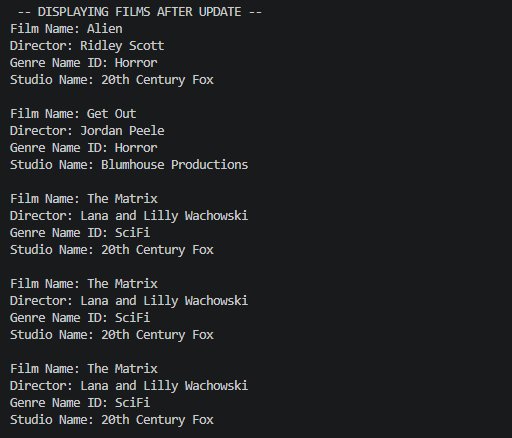 -- DISPLAYING FILMS AFTER UPDATE --
Film Name: Alien
Director: Ridley Scott
Genre Name ID: Horror
Studio Name: 20th Century Fox
Film Name: Get Out
Director: Jordan Peele
Genre Name ID: Horror
Studio Name: Blumhouse Productions
Film Name: The Matrix
Director: Lana and Lilly Wachowski
Genre Name ID: SciFi
Studio Name: 20th Century Fox
Film Name: The Matrix
Director: Lana and Lilly Wachowski
Genre Name ID: SciFi
Studio Name: 20th Century Fox
Film Name: The Matrix
Director: Lana and Lilly Wachowski
Genre Name ID: SciFi
Studio Name: 20th Century Fox